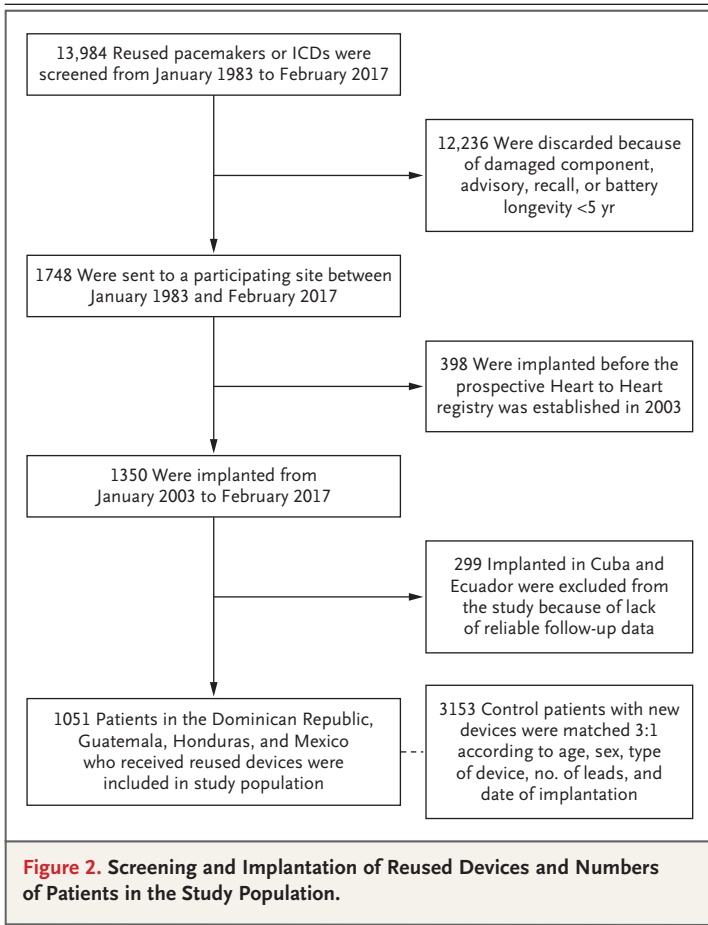 13,984 Reused pacemakers or ICDs were
screened from January 1983 to February 2017
12,236 Were discarded because
of damaged component,
advisory, recall, or battery
longevity <5 yr
1748 Were sent to a participating site between
January 1983 and February 2017
398 Were implanted before the
prospective Heart to Heart
registry was established in 2003
1350 Were implanted from
January 2003 to February 2017
299 Implanted in Cuba and
Ecuador were excluded from
the study because of lack
of reliable follow-up data
1051 Patients in the Dominican Republic,
Guatemala, Honduras, and Mexico
who received reused devices were
included in study population
3153 Control patients with new
devices were matched 3:1
according to age, sex, type
of device, no. of leads, and
date of implantation
Figure 2. Screening and Implantation of Reused Devices and Numbers
of Patients in the Study Population.